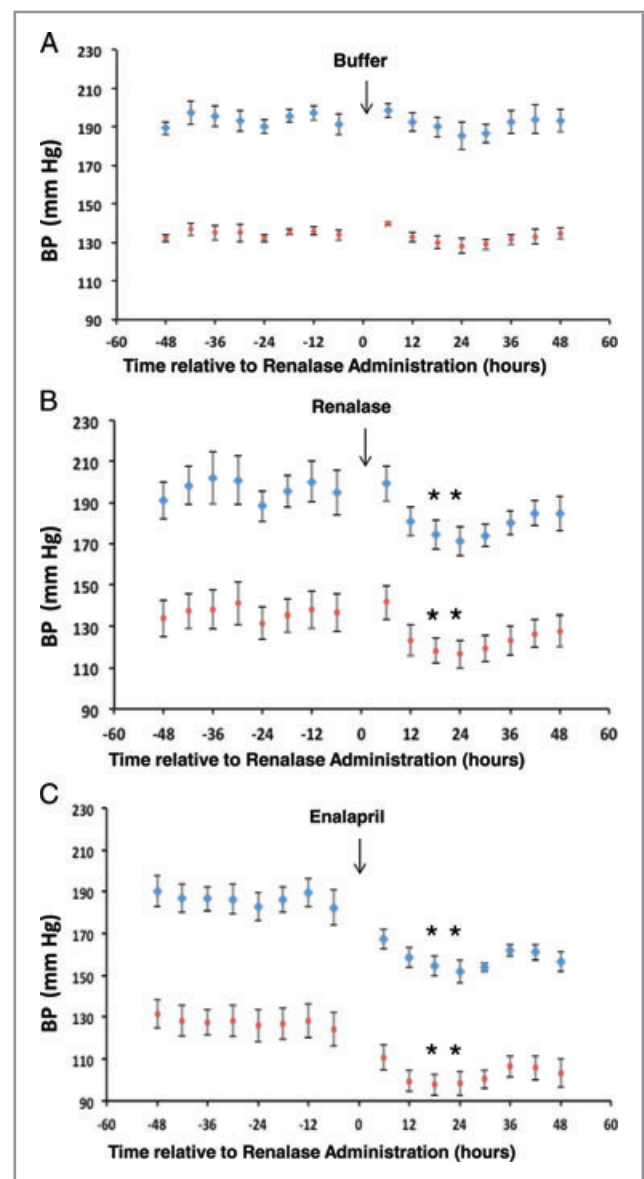 A
Buffer
230
210
190
170
150
130
110
90
BP (mm Hg)
-60 -48 -36 -24 -12 0 12 24 36 48 60
Time relative to Renalase Administration (hours)
B
Renalase
230
210
190
170
150
130
110
90
BP (mm Hg)
* *
* *
-60 -48 -36 -24 -12 0 12 24 36 48 60
Time relative to Renalase Administration (hours)
C
Enalapril
230
210
190
170
150
130
110
90
BP (mm Hg)
* *
* *
-60 -48 -36 -24 -12 0 12 24 36 48 60
Time relative to Renalase Administration (hours)